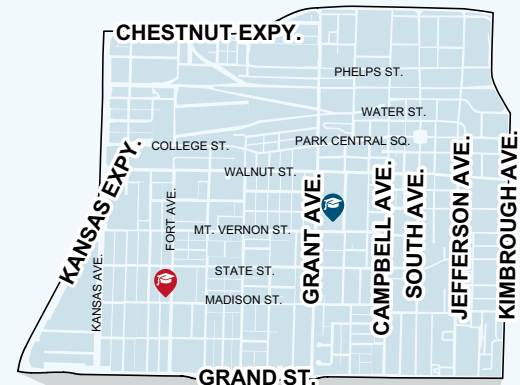 CHESTNUT EXPY.
PHELPS ST.
WATER ST.
PARK CENTRAL SQ.
COLLEGE ST.
WALNUT ST.
KANSAS EXPY.
FORT AVE.
GRANT AVE.
CAMPBELL AVE.
SOUTH AVE.
JEFFERSON AVE.
KIMBROUGH AVE.
MT. VERNON ST.
STATE ST.
KANSAS AVE.
MADISON ST.
GRAND ST.